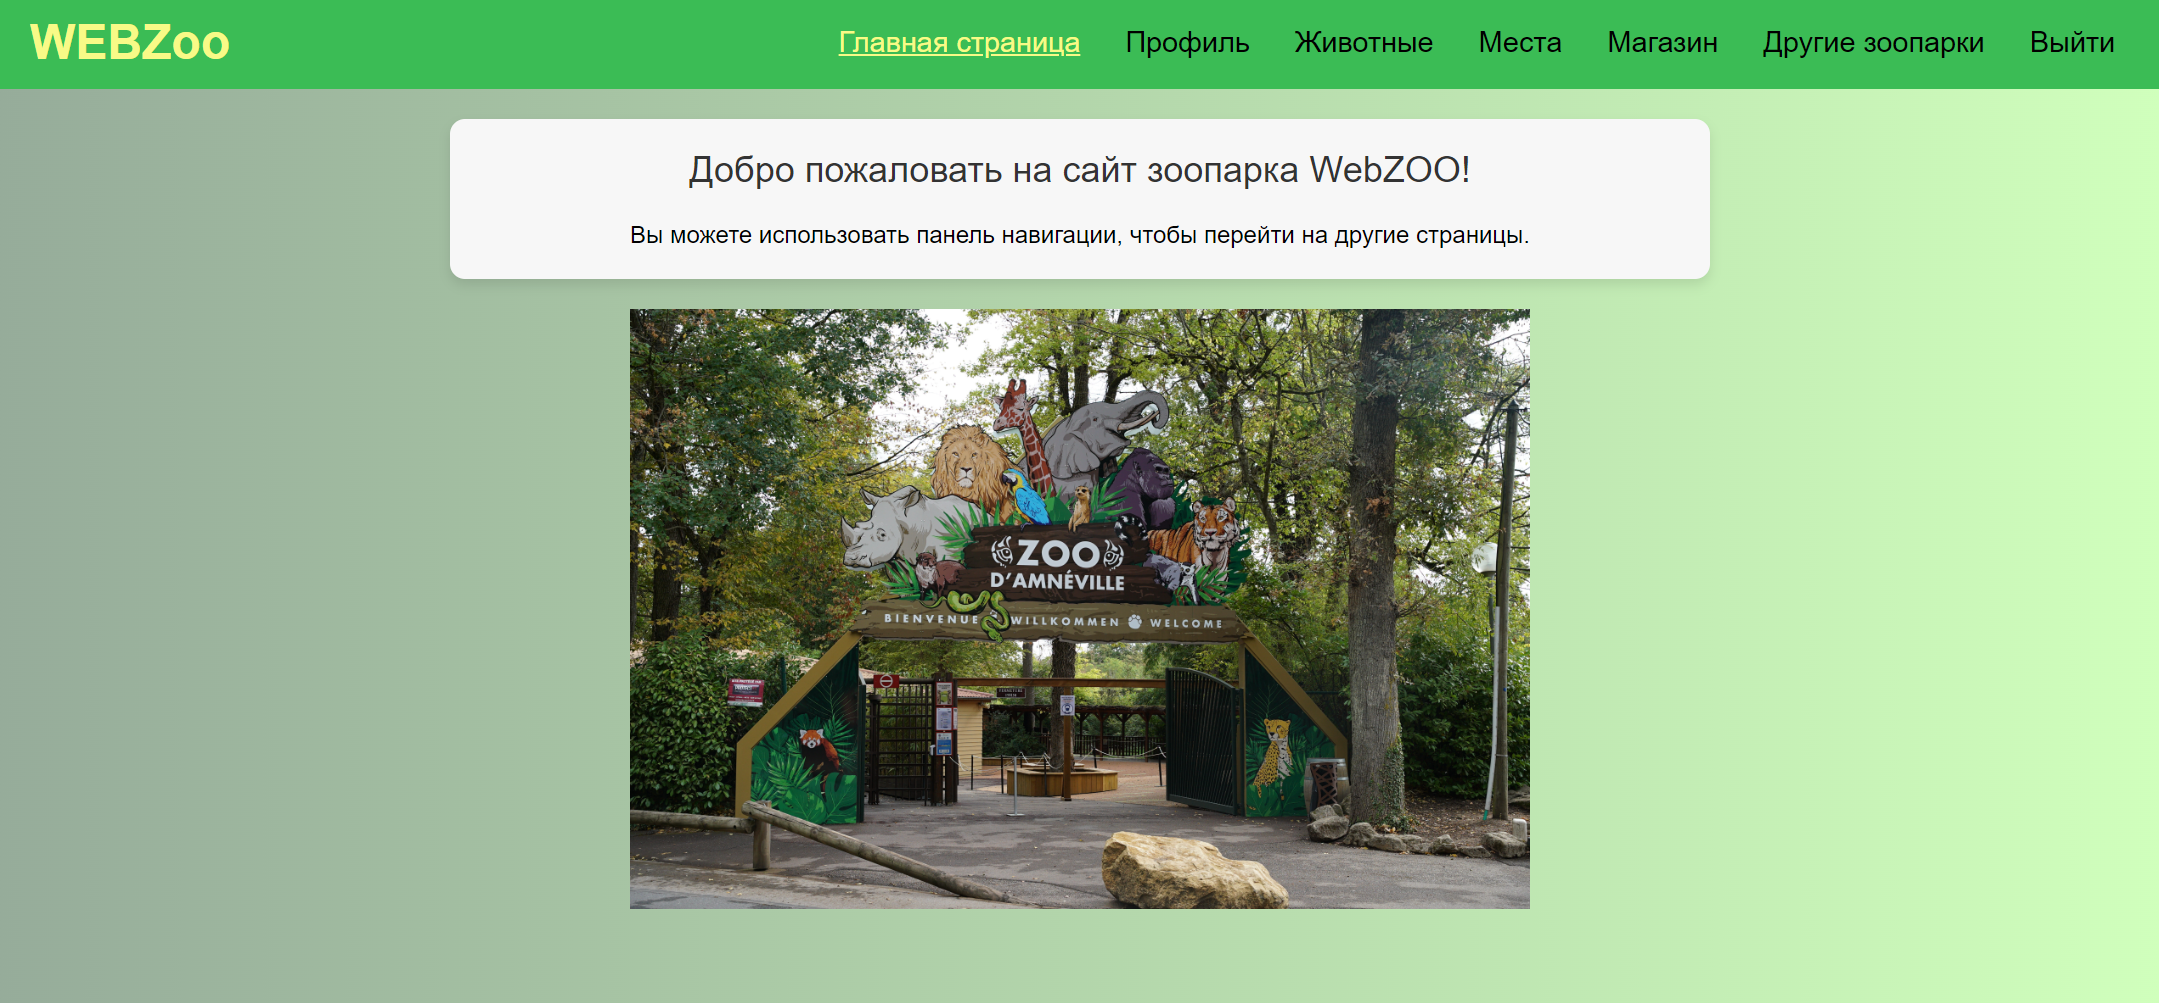 WEBZoo
Главная страница Профиль Животные Места Магазин Другие зоопарки Выйти
Добро пожаловать на сайт зоопарка WebZOO!
Вы можете использовать панель навигации, чтобы перейти на другие страницы.
ZOO
D'AMNÉVILLE
BIENVENUE WILLKOMMEN WELCOME